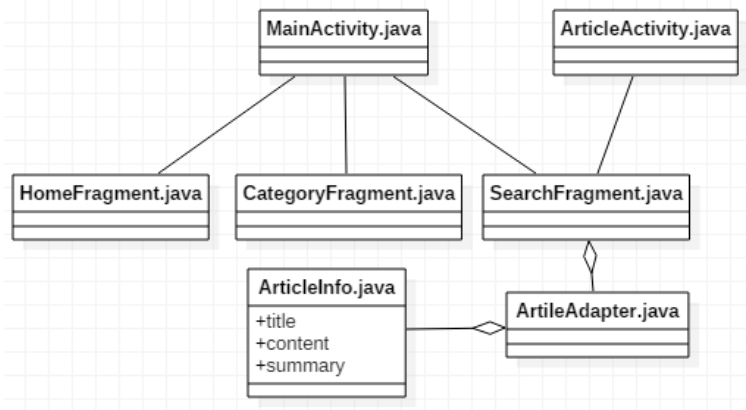 MainActivity.java
ArticleActivity.java
HomeFragment.java
CategoryFragment.java
SearchFragment.java
ArticleInfo.java
+title
+content
+summary
ArtileAdapter.java